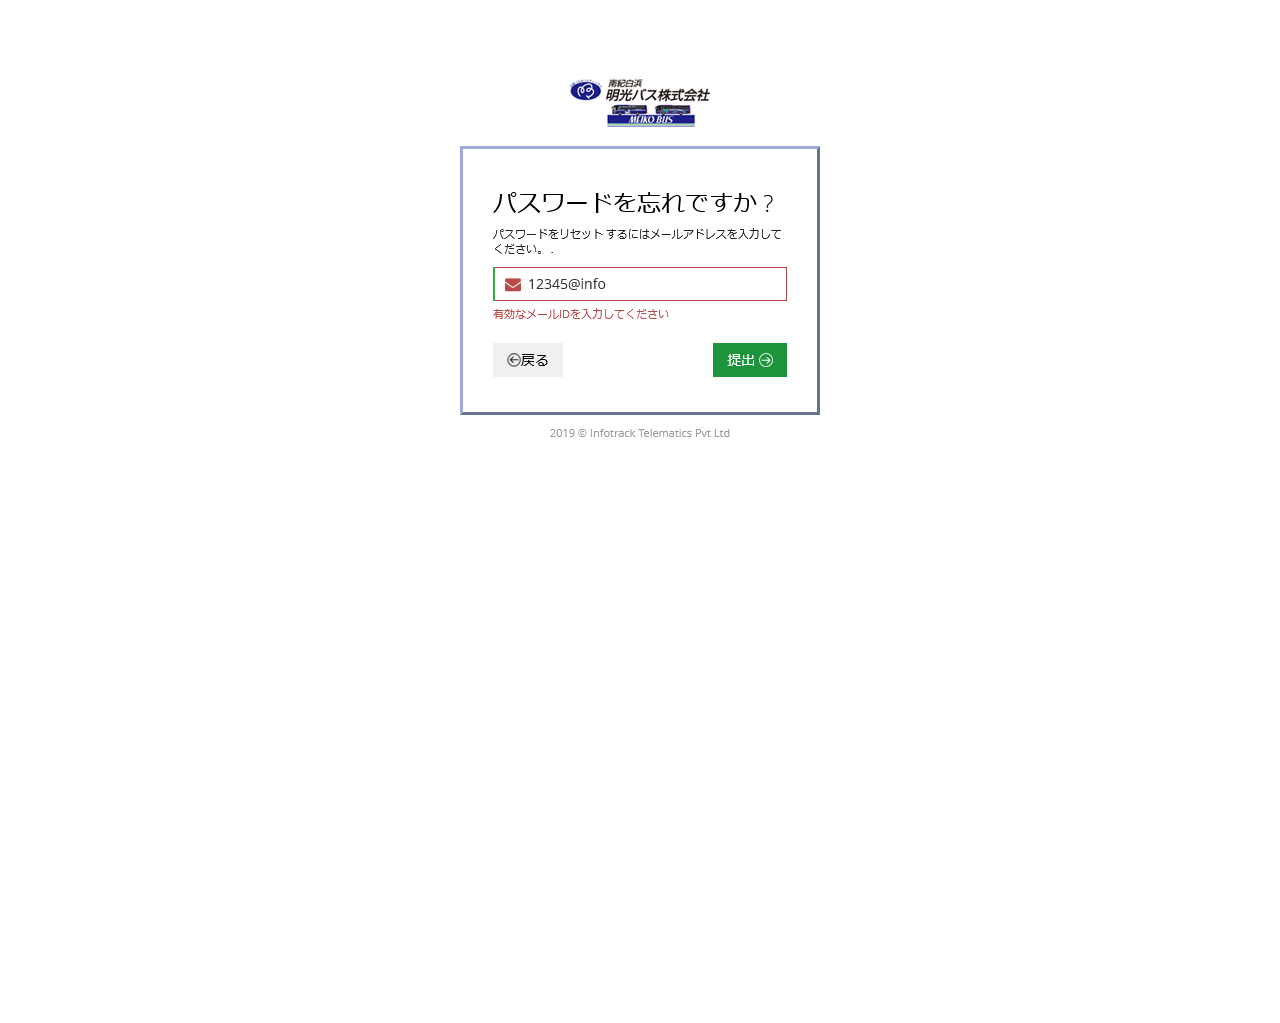 南紀白浜
明光バス株式会社
MEIKO BUS
パスワードを忘れですか ?
パスワードをリセット するにはメールアドレスを入力して
ください。 .
12345@info
有効なメールIDを入力してください
戻る
提出
2019 © Infotrack Telematics Pvt Ltd